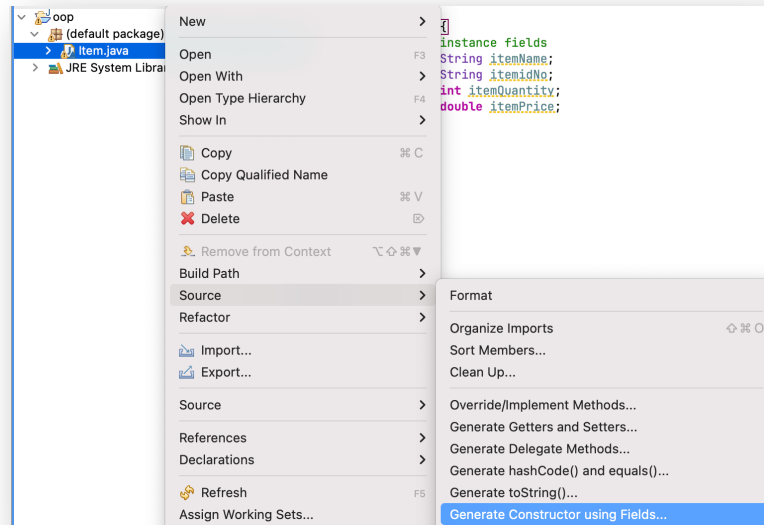 oop
(default package)
Item.java
JRE System Librar
New
Open F3
Open With
Open Type Hierarchy F4
Show In
Copy ⌘ C
Copy Qualified Name
Paste ⌘ V
Delete ⌦
Remove from Context ⌥⇧⌘▼
Build Path
Source
Refactor
Import...
Export...
Source
References
Declarations
Refresh F5
Assign Working Sets...
{
instance fields
String itemName;
String itemidNo;
int itemQuantity;
double itemPrice;
Format
Organize Imports ⇧⌘O
Sort Members...
Clean Up...
Override/Implement Methods...
Generate Getters and Setters...
Generate Delegate Methods...
Generate hashCode() and equals()...
Generate toString()...
Generate Constructor using Fields...